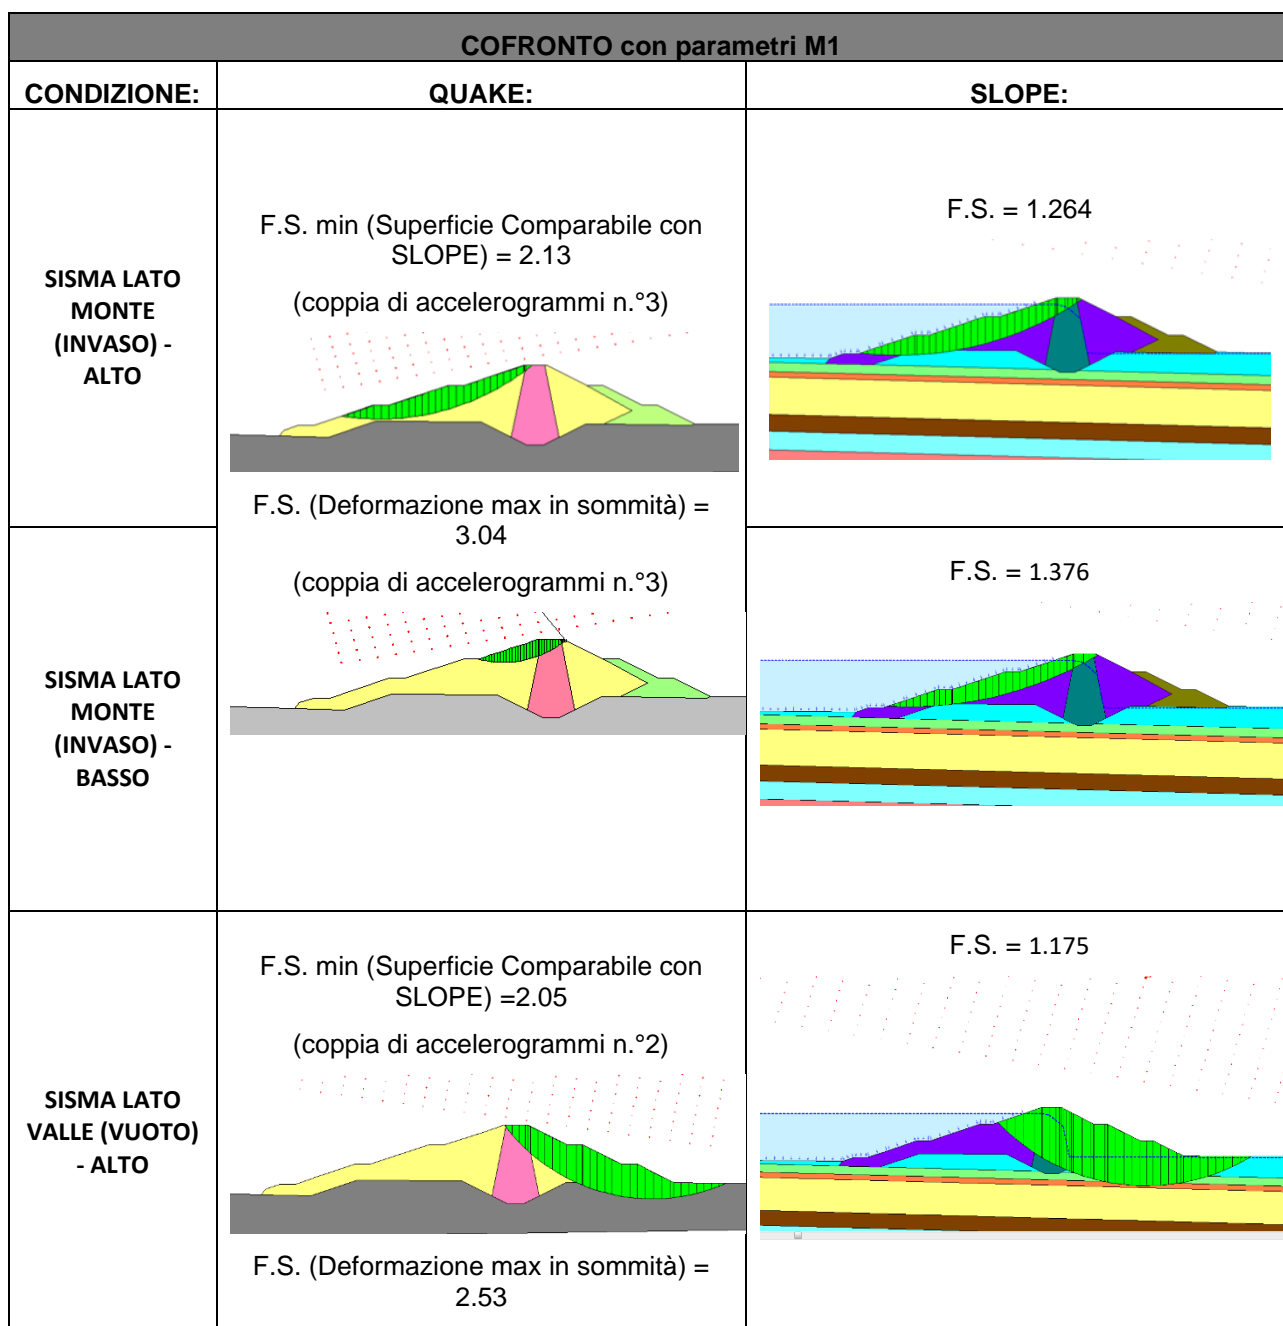 COFRONTO con parametri M1
CONDIZIONE:
QUAKE:
SLOPE:
SISMA LATO
MONTE
(INVASO) -
ALTO
F.S. min (Superficie Comparabile con
SLOPE) = 2.13
(coppia di accelerogrammi n.°3)
F.S. (Deformazione max in sommità) =
3.04
(coppia di accelerogrammi n.°3)
F.S. = 1.264
SISMA LATO
MONTE
(INVASO) -
BASSO
F.S. = 1.376
SISMA LATO
VALLE (VUOTO)
- ALTO
F.S. min (Superficie Comparabile con
SLOPE) =2.05
(coppia di accelerogrammi n.°2)
F.S. (Deformazione max in sommità) =
2.53
F.S. = 1.175